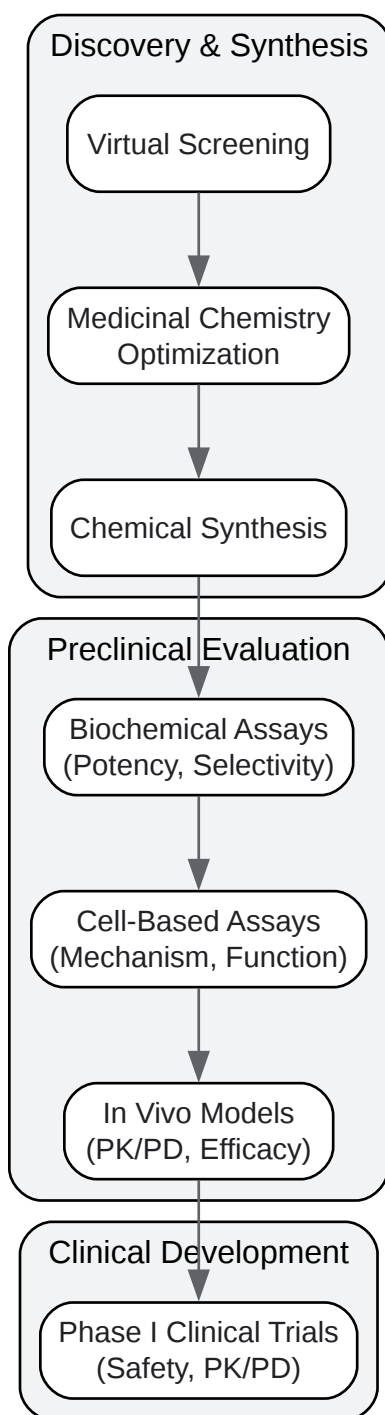 Discovery & Synthesis
Virtual Screening
Medicinal Chemistry
Optimization
Chemical Synthesis
Preclinical Evaluation
Biochemical Assays
(Potency, Selectivity)
Cell-Based Assays
(Mechanism, Function)
In Vivo Models
(PK/PD, Efficacy)
Clinical Development
Phase I Clinical Trials
(Safety, PK/PD)